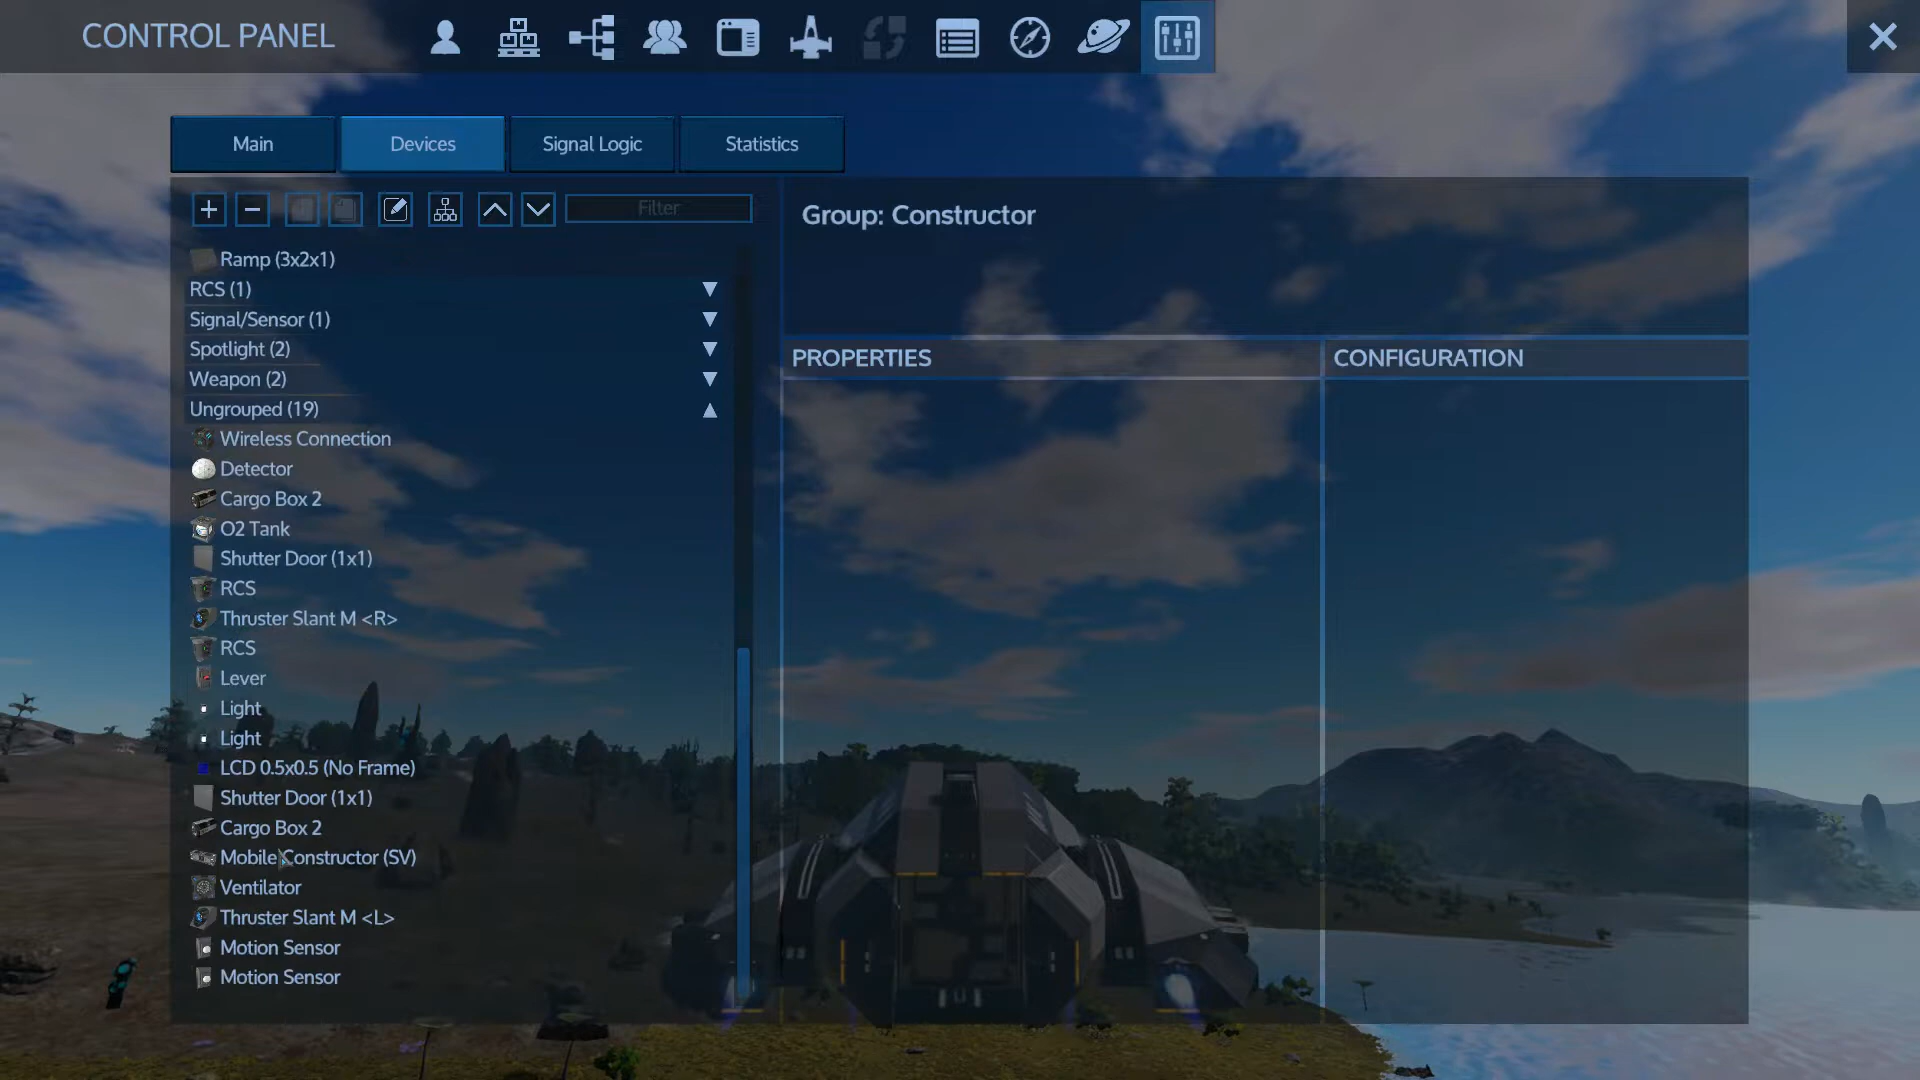 CONTROL PANEL
Main
Devices
Signal Logic
Statistics
Filter
Ramp (3x2x1)
RCS (1)
Signal/Sensor (1)
Spotlight (2)
Weapon (2)
Ungrouped (19)
Wireless Connection
Detector
Cargo Box 2
O2 Tank
Shutter Door (1x1)
RCS
Thruster Slant M <R>
RCS
Lever
Light
Light
LCD 0.5x0.5 (No Frame)
Shutter Door (1x1)
Cargo Box 2
Mobile Constructor (SV)
Ventilator
Thruster Slant M <L>
Motion Sensor
Motion Sensor
Group: Constructor
PROPERTIES
CONFIGURATION